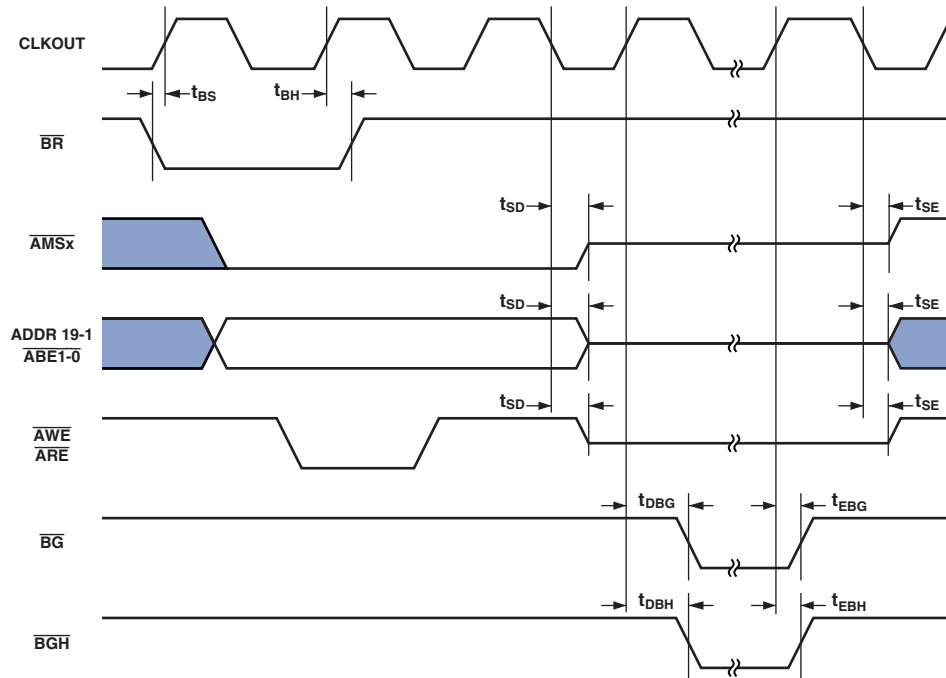 CLKOUT
tBS
tBH
BR
tSD
tSE
AMSx
tSD
tSE
ADDR 19-1
ABE1-0
tSD
tSE
AWE
ARE
tDBG
tEBG
BG
tDBH
tEBH
BGH